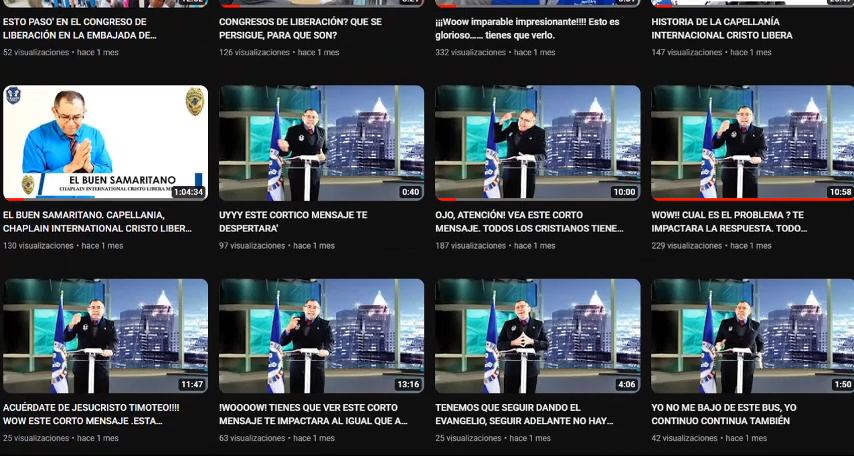 ESTO PASO' EN EL CONGRESO DE
LIBERACIÓN EN LA EMBAJADA DE...
52 visualizaciones • hace 1 mes
CONGRESOS DE LIBERACIÓN? QUE SE
PERSIGUE, PARA QUE SON?
126 visualizaciones • hace 1 mes
¡¡¡Woow imparable impresionante!!!! Esto es
glorioso...... tienes que verlo.
332 visualizaciones • hace 1 mes
HISTORIA DE LA CAPELLANÍA
INTERNACIONAL CRISTO LIBERA
147 visualizaciones • hace 1 mes
EL BUEN SAMARITANO
CHAPLAIN INTERNATIONAL CRISTO LIBERA
1:04:34
0:40
10:00
10:58
EL BUEN SAMARITANO. CAPELLANIA,
CHAPLAIN INTERNATIONAL CRISTO LIBER...
130 visualizaciones • hace 1 mes
UYYY ESTE CORTICO MENSAJE TE
DESPERTARA'
97 visualizaciones • hace 1 mes
OJO, ATENCIÓN!! VEA ESTE CORTO
MENSAJE. TODOS LOS CRISTIANOS TIENE...
187 visualizaciones • hace 1 mes
WOW!! CUAL ES EL PROBLEMA ? TE
IMPACTARA LA RESPUESTA. TODO...
229 visualizaciones • hace 1 mes
11:47
13:16
4:06
1:50
ACUÉRDATE DE JESUCRISTO TIMOTEO!!!!
WOW ESTE CORTO MENSAJE .ESTA...
25 visualizaciones • hace 1 mes
!WOOOOW! TIENES QUE VER ESTE CORTO
MENSAJE TE IMPACTARA AL IGUAL QUE A...
63 visualizaciones • hace 1 mes
TENEMOS QUE SEGUIR DANDO EL
EVANGELIO, SEGUIR ADELANTE NO HAY...
25 visualizaciones • hace 1 mes
YO NO ME BAJO DE ESTE BUS, YO
CONTINUO CONTINUA TAMBIÉN
42 visualizaciones • hace 1 mes